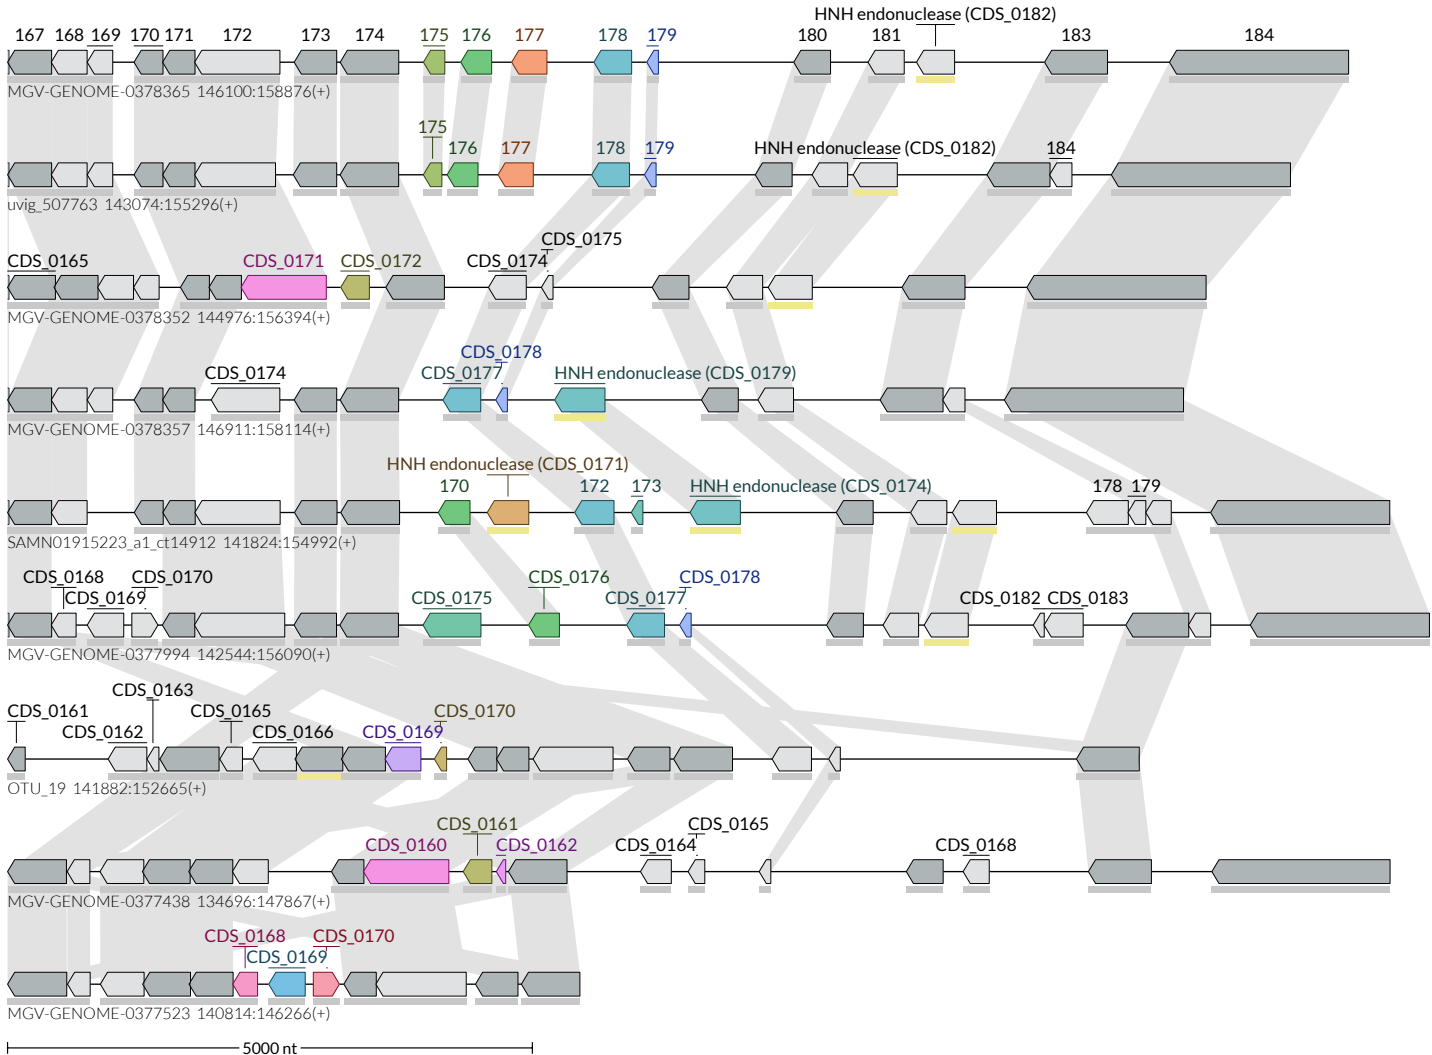 HNH endonuclease (CDS_0182)
167 168 169 170 171 172 173 174 175 176 177 178 179 180 181 183 184
MGV-GENOME-0378365 146100:158876(+)
175
176 177 178 179 HNH endonuclease (CDS_0182) 184
uvig_507763 143074:155296(+)
CDS_0175
CDS_0165 CDS_0171 CDS_0172 CDS_0174
MGV-GENOME-0378352 144976:156394(+)
CDS_0178
CDS_0174 CDS_0177 HNH endonuclease (CDS_0179)
MGV-GENOME-0378357 146911:158114(+)
HNH endonuclease (CDS_0171)
170 172 173 HNH endonuclease (CDS_0174) 178 179
SAMN01915223_a1_ct14912 141824:154992(+)
CDS_0168 CDS_0170 CDS_0176 CDS_0178
CDS_0169 CDS_0175 CDS_0177 CDS_0182 CDS_0183
MGV-GENOME-0377994 142544:156090(+)
CDS_0163
CDS_0161 CDS_0165 CDS_0170
CDS_0162 CDS_0166 CDS_0169
OTU_19 141882:152665(+)
CDS_0161 CDS_0165
CDS_0160 CDS_0162 CDS_0164 CDS_0168
MGV-GENOME-0377438 134696:147867(+)
CDS_0168 CDS_0170
CDS_0169
MGV-GENOME-0377523 140814:146266(+)
5000 nt